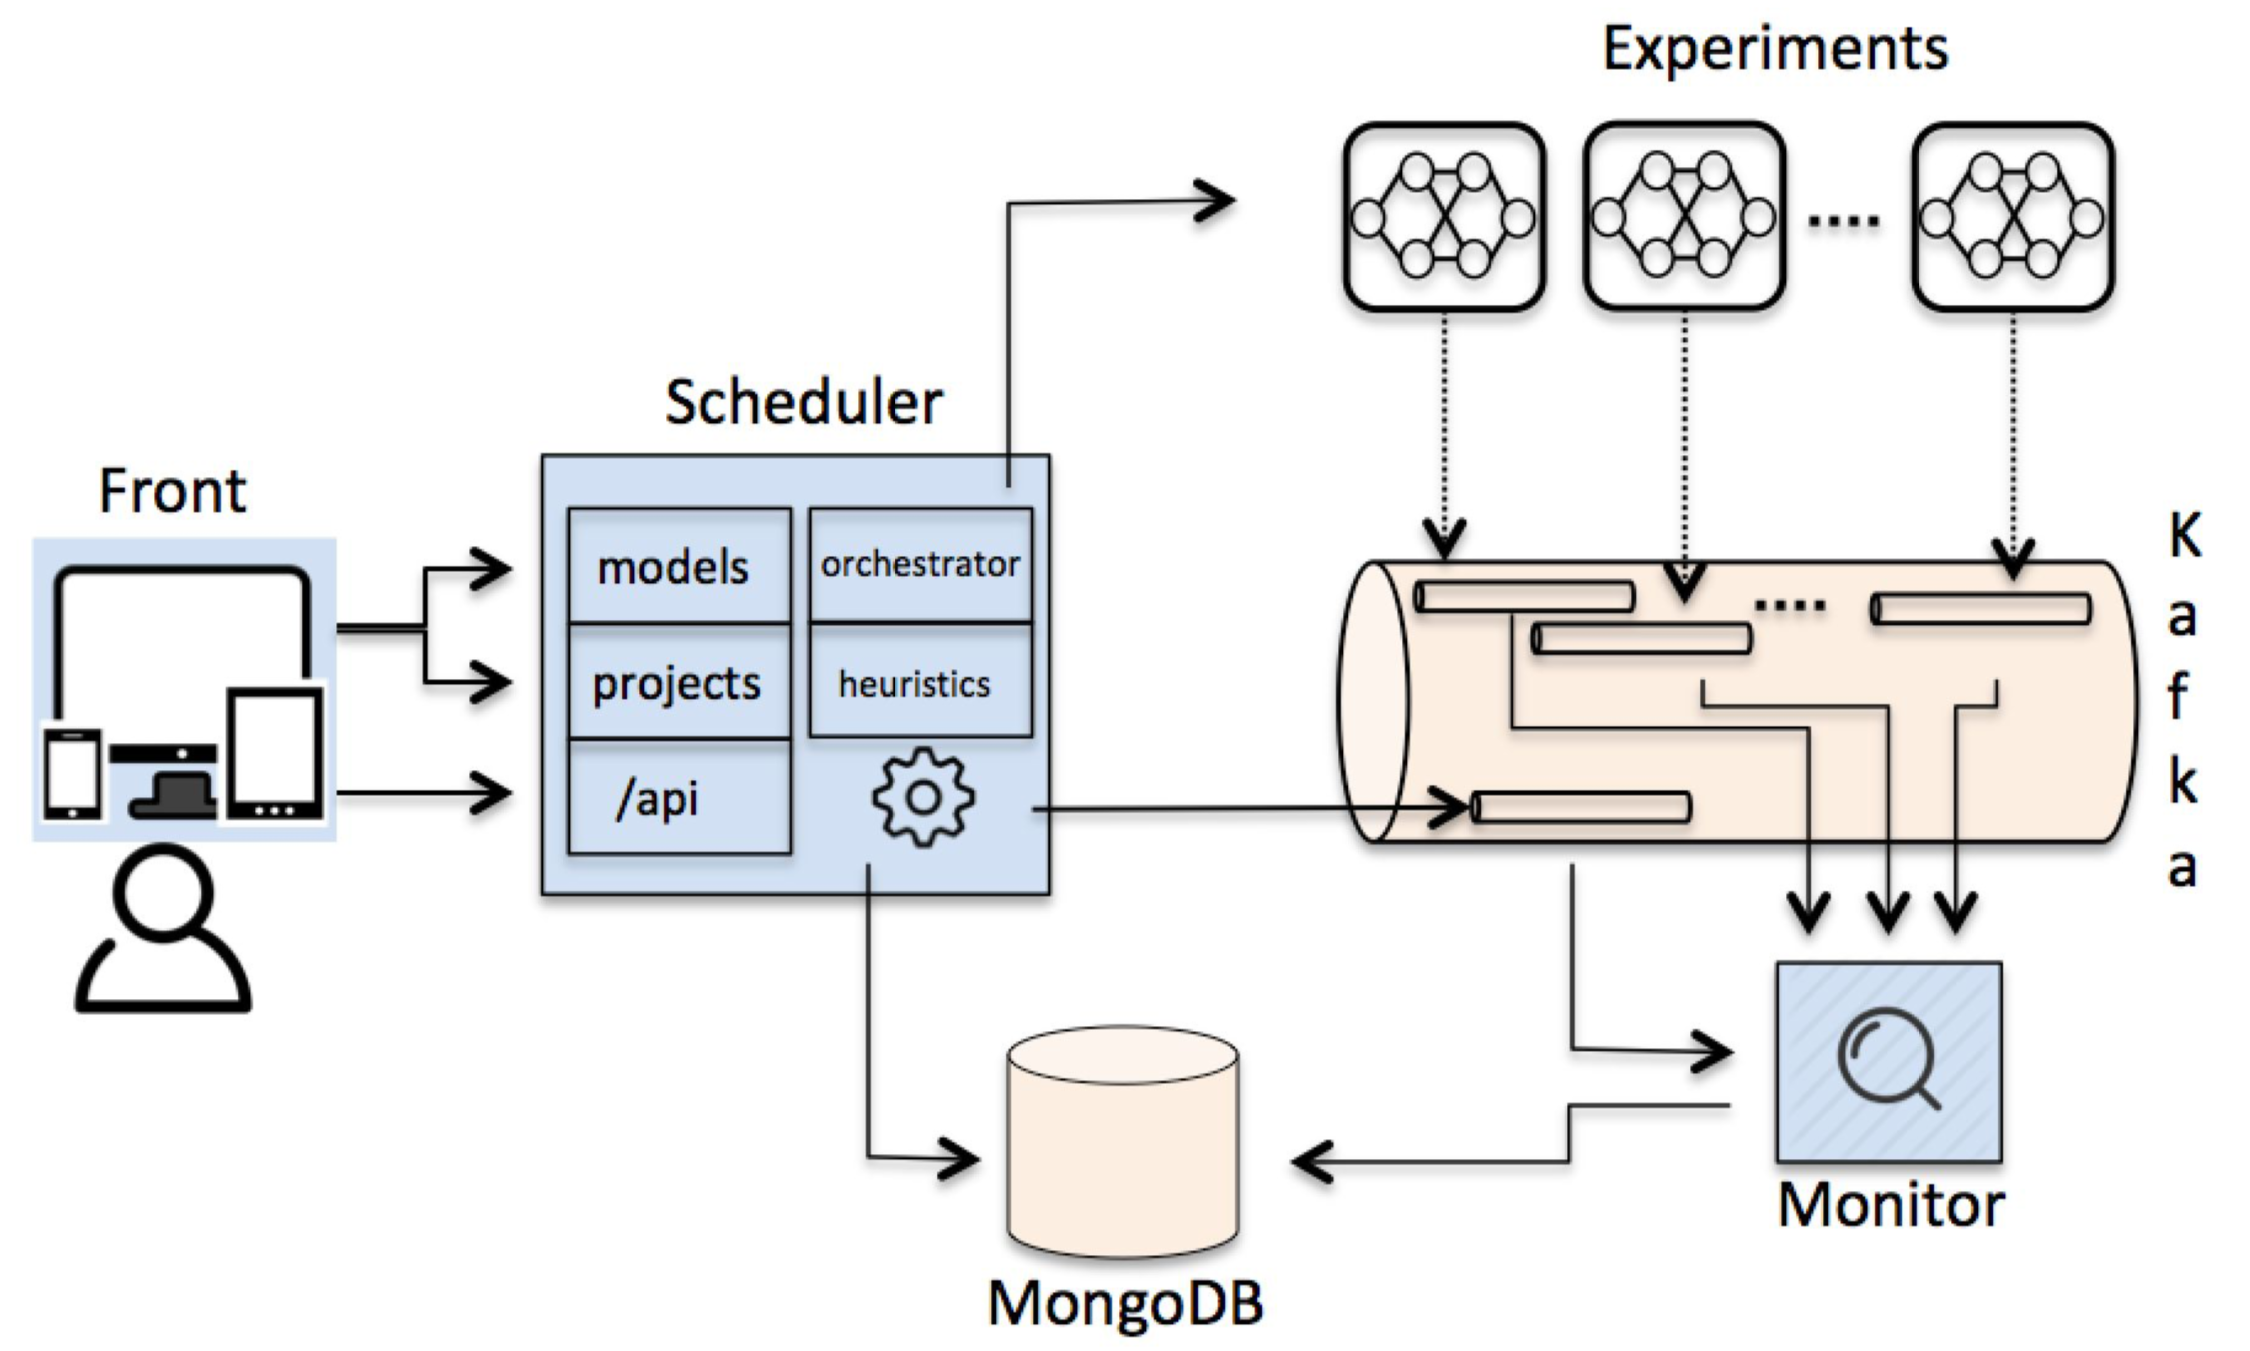 Experiments
Scheduler
Front
models
orchestrator
projects
heuristics
/api
K
a
f
k
a
Monitor
MongoDB